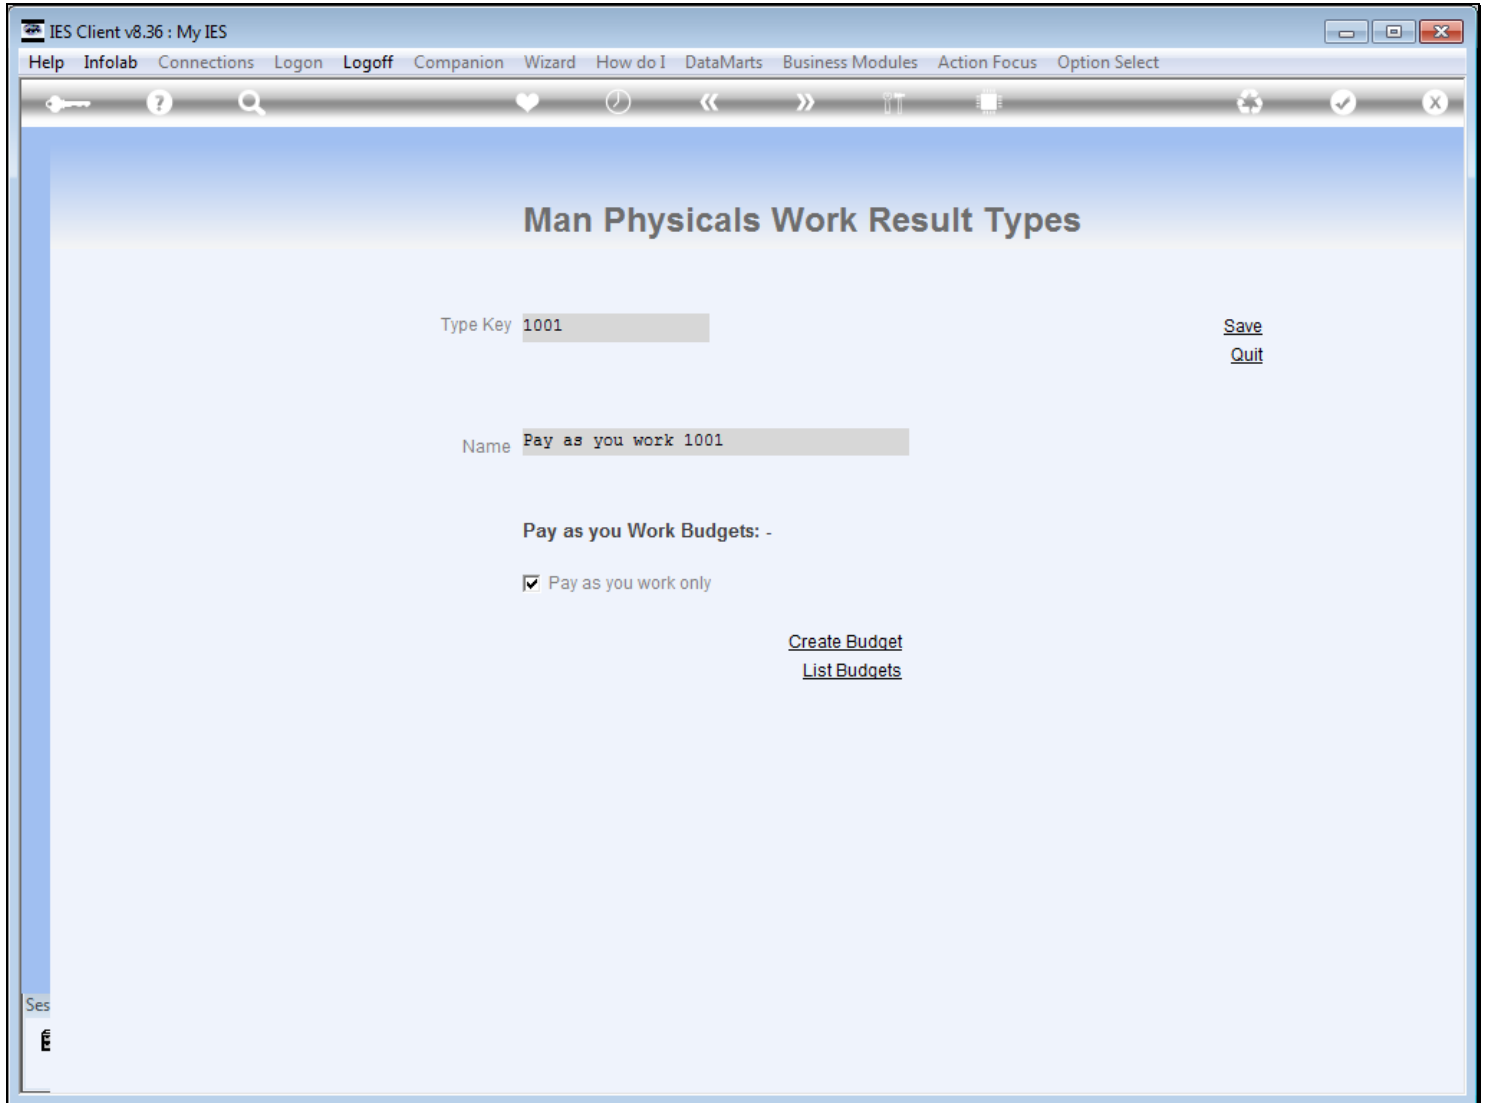 IES Client v8.36 : My IES
Help Infolab Connections Logon Logoff Companion Wizard How do I DataMarts Business Modules Action Focus Option Select
Man Physicals Work Result Types
Type Key 1001
Save
Quit
Name Pay as you work 1001
Pay as you Work Budgets: -
Pay as you work only
Create Budget
List Budgets
Ses